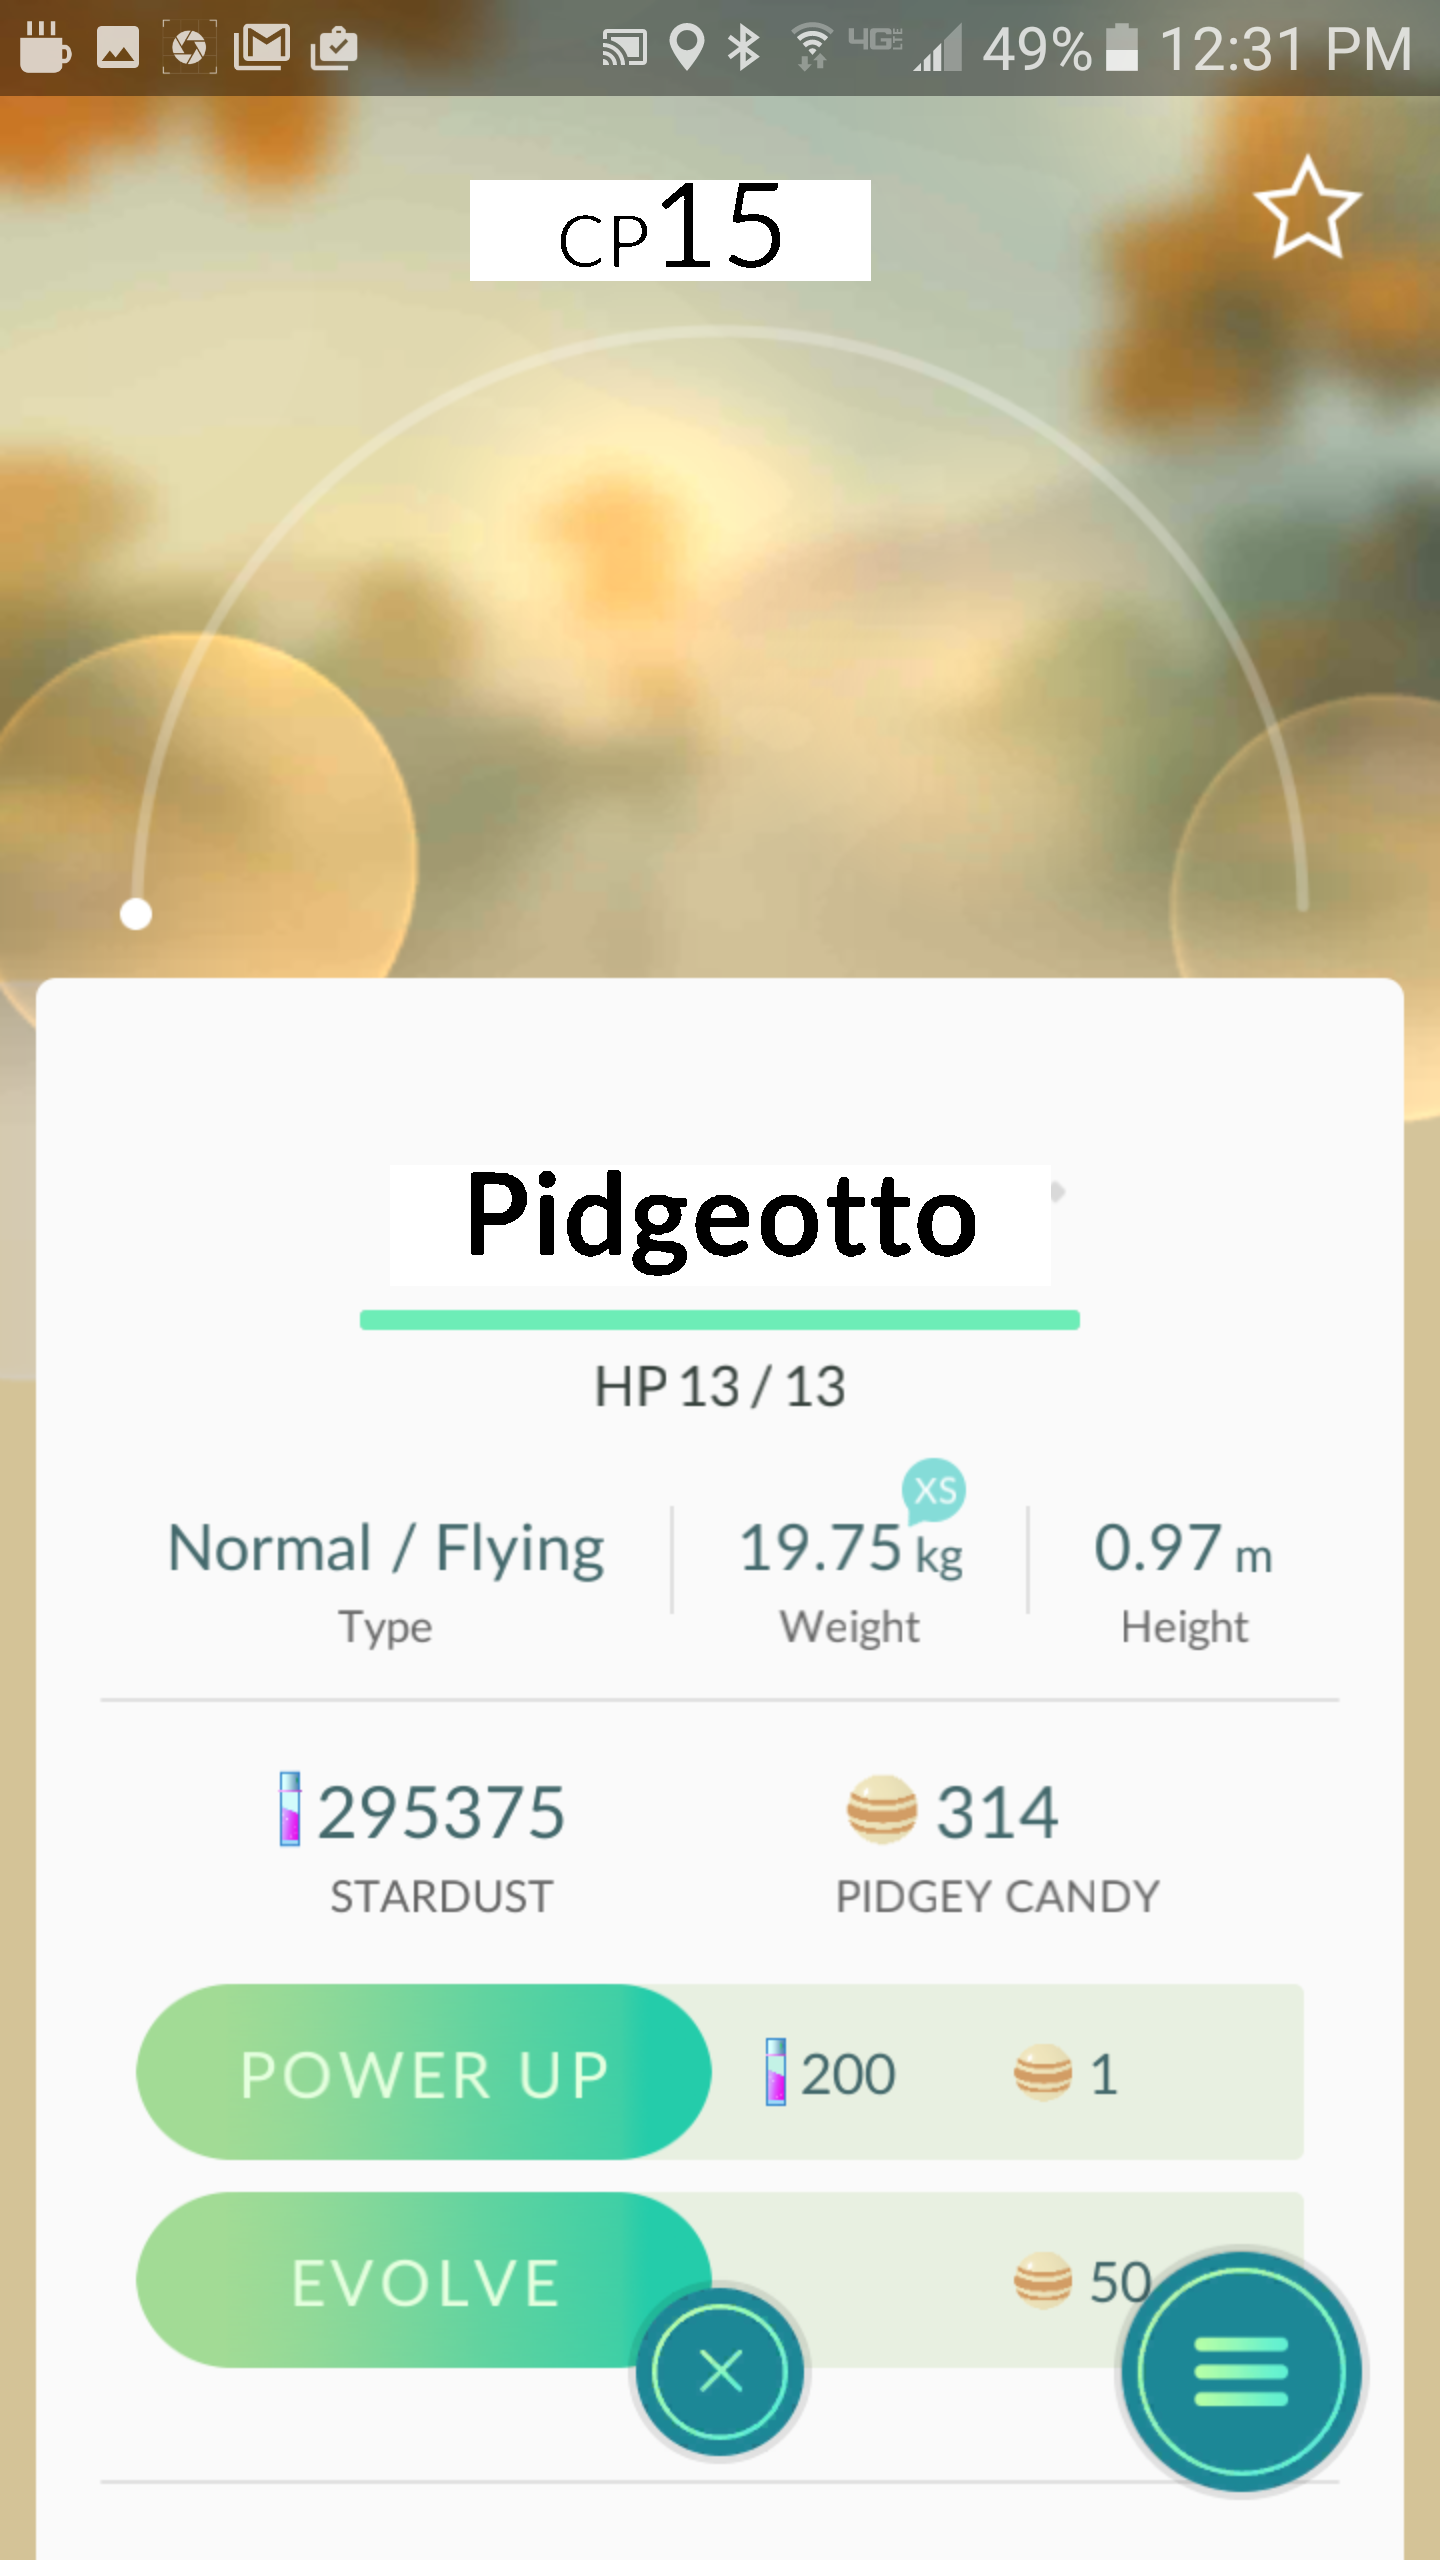 4G LTE 49% 12:31 PM
CP15
Pidgeotto
HP 13 / 13
XS
Normal / Flying 19.75 kg 0.97 m
Type Weight Height
295375 314
STARDUST PIDGEY CANDY
POWER UP 200 1
EVOLVE 50